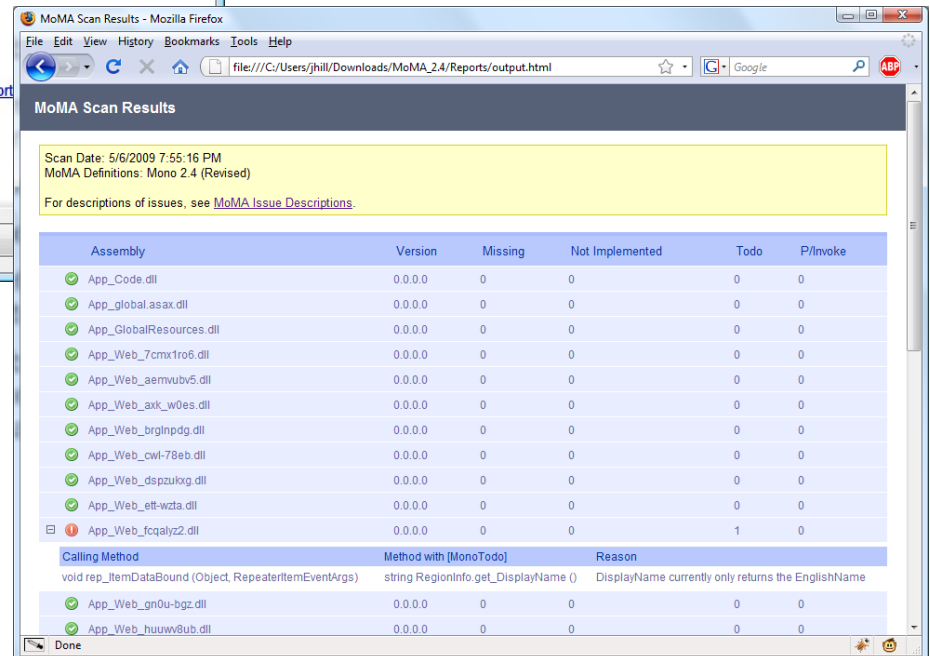 MoMA Scan Results - Mozilla Firefox
File Edit View History Bookmarks Tools Help
file:///C:/Users/jhill/Downloads/MoMA_2.4/Reports/output.html G Google ABP
MoMA Scan Results
Scan Date: 5/6/2009 7:55:16 PM
MoMA Definitions: Mono 2.4 (Revised)
For descriptions of issues, see MoMA Issue Descriptions.
Assembly Version Missing Not Implemented Todo P/Invoke
App_Code.dll 0.0.0.0 0 0 0 0
App_global.asax.dll 0.0.0.0 0 0 0 0
App_GlobalResources.dll 0.0.0.0 0 0 0 0
App_Web_7cmx1ro6.dll 0.0.0.0 0 0 0 0
App_Web_aemvubv5.dll 0.0.0.0 0 0 0 0
App_Web_axk_w0es.dll 0.0.0.0 0 0 0 0
App_Web_brglnpdg.dll 0.0.0.0 0 0 0 0
App_Web_cwl-78eb.dll 0.0.0.0 0 0 0 0
App_Web_dspzukxg.dll 0.0.0.0 0 0 0 0
App_Web_ett-wzta.dll 0.0.0.0 0 0 0 0
App_Web_fcqalyz2.dll 0.0.0.0 0 0 1 0
Calling Method Method with [MonoTodo] Reason
void rep_ItemDataBound (Object, RepeaterItemEventArgs) string RegionInfo.get_DisplayName () DisplayName currently only returns the EnglishName
App_Web_gn0u-bgz.dll 0.0.0.0 0 0 0 0
App_Web_huuwv8ub.dll 0.0.0.0 0 0 0 0
Done